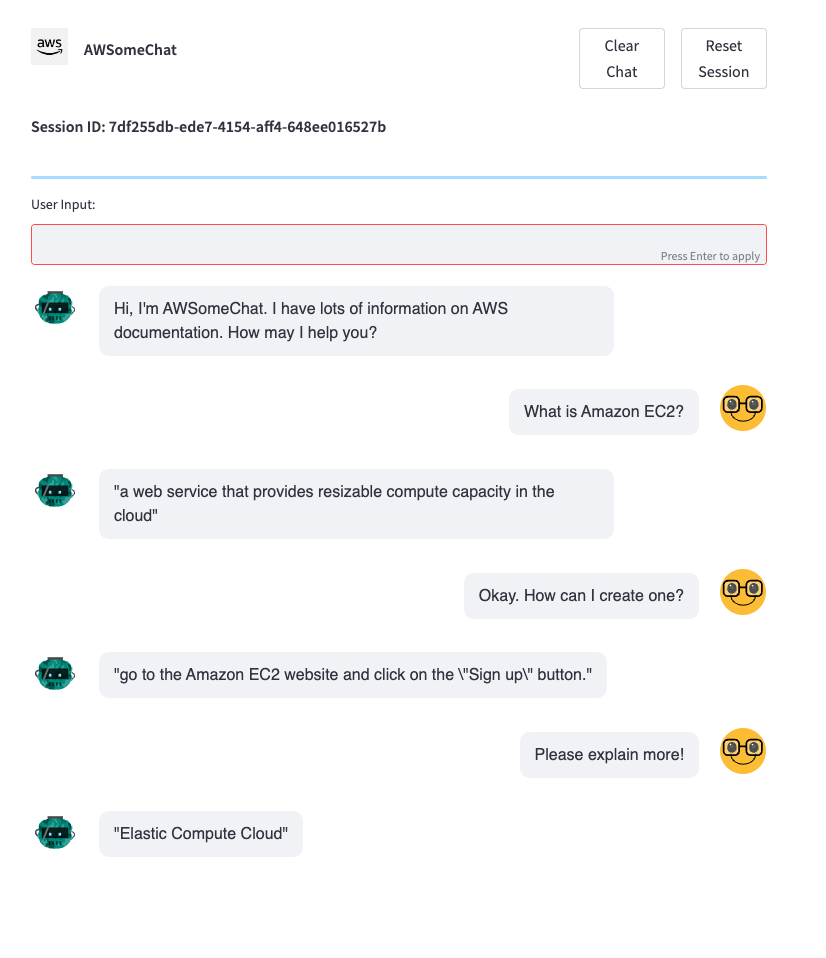 aws
AWSomeChat
Clear
Chat
Reset
Session
Session ID: 7df255db-ede7-4154-aff4-648ee016527b
User Input:
Press Enter to apply
Hi, I'm AWSomeChat. I have lots of information on AWS
documentation. How may I help you?
What is Amazon EC2?
"a web service that provides resizable compute capacity in the
cloud"
Okay. How can I create one?
"go to the Amazon EC2 website and click on the \"Sign up\" button."
Please explain more!
"Elastic Compute Cloud"